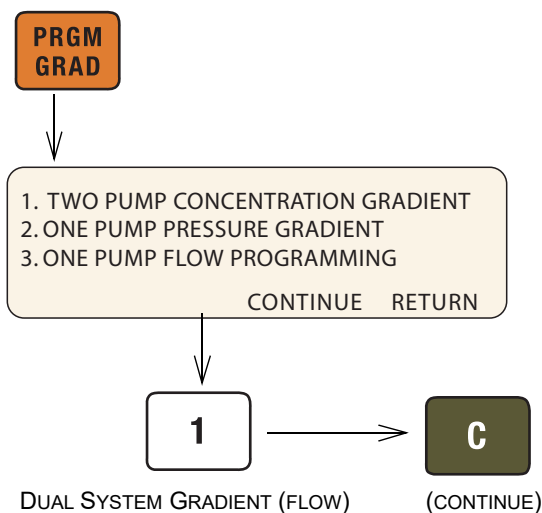 PRGM
GRAD
1. TWO PUMP CONCENTRATION GRADIENT
2. ONE PUMP PRESSURE GRADIENT
3. ONE PUMP FLOW PROGRAMMING
CONTINUE RETURN
1
C
DUAL SYSTEM GRADIENT (FLOW) (CONTINUE)